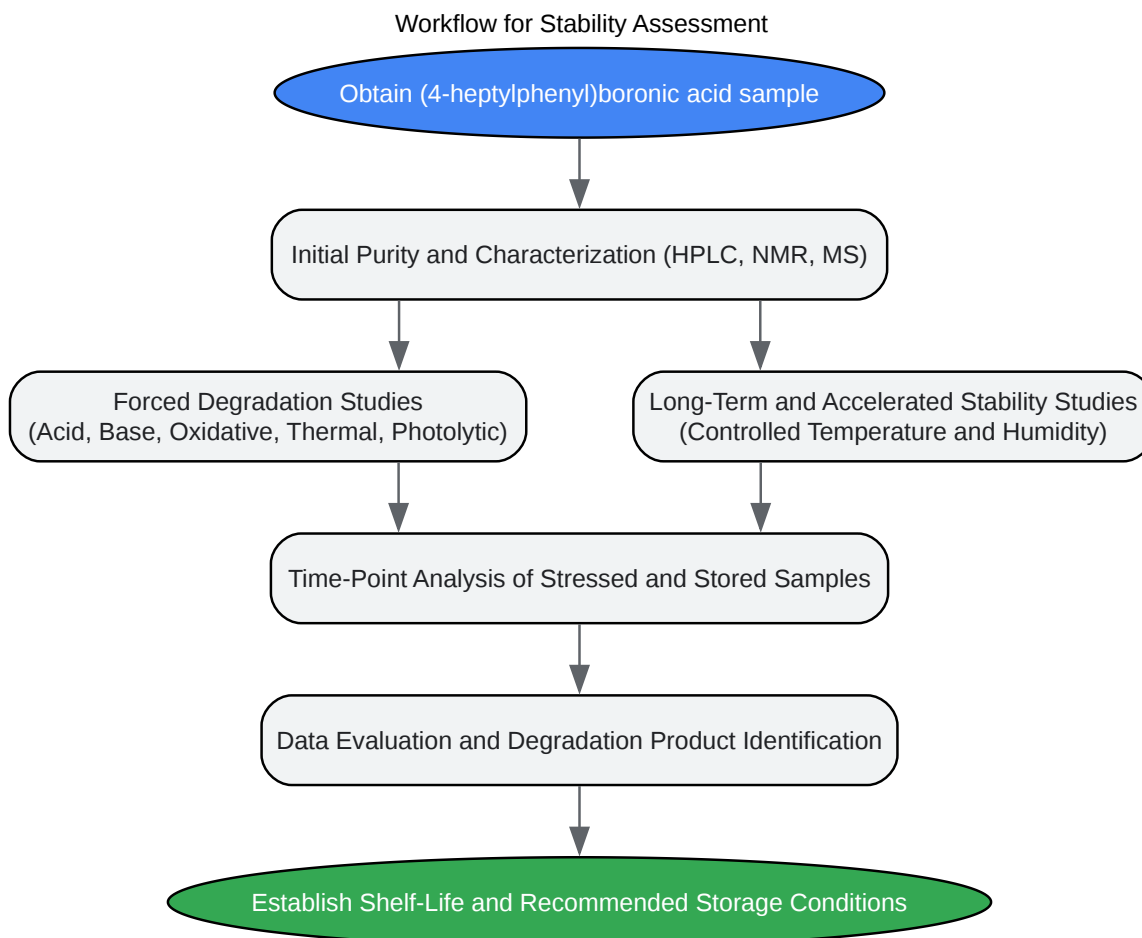 Workflow for Stability Assessment
Obtain (4-heptylphenyl)boronic acid sample
Initial Purity and Characterization (HPLC, NMR, MS)
Forced Degradation Studies
(Acid, Base, Oxidative, Thermal, Photolytic)
Long-Term and Accelerated Stability Studies
(Controlled Temperature and Humidity)
Time-Point Analysis of Stressed and Stored Samples
Data Evaluation and Degradation Product Identification
Establish Shelf-Life and Recommended Storage Conditions